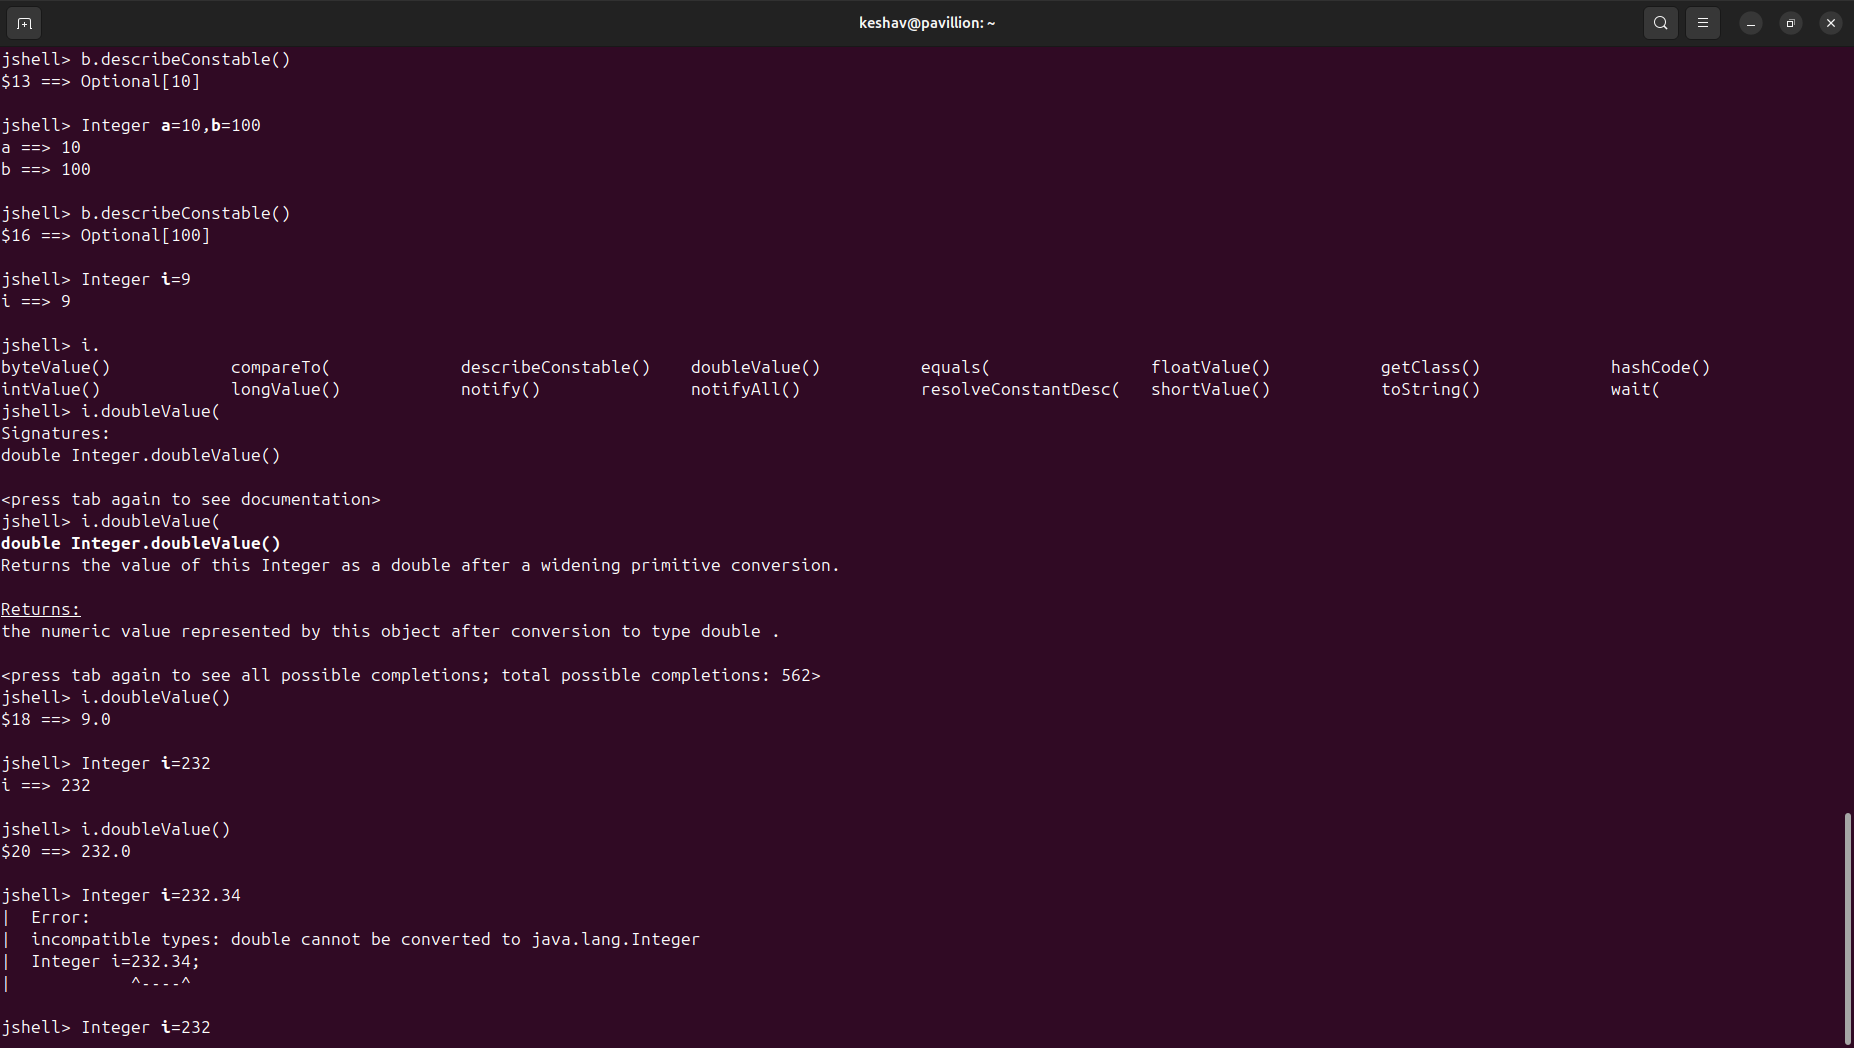 keshav@pavillion: ~
jshell> b.describeConstable()
$13 ==> Optional[10]
jshell> Integer a=10,b=100
a ==> 10
b ==> 100
jshell> b.describeConstable()
$16 ==> Optional[100]
jshell> Integer i=9
i ==> 9
jshell> i.
byteValue() compareTo( describeConstable() doubleValue() equals( floatValue() getClass() hashCode()
intValue() longValue() notify() notifyAll() resolveConstantDesc( shortValue() toString() wait(
jshell> i.doubleValue(
Signatures:
double Integer.doubleValue()
<press tab again to see documentation>
jshell> i.doubleValue(
double Integer.doubleValue()
Returns the value of this Integer as a double after a widening primitive conversion.
Returns:
the numeric value represented by this object after conversion to type double .
<press tab again to see all possible completions; total possible completions: 562>
jshell> i.doubleValue()
$18 ==> 9.0
jshell> Integer i=232
i ==> 232
jshell> i.doubleValue()
$20 ==> 232.0
jshell> Integer i=232.34
|  Error:
|  incompatible types: double cannot be converted to java.lang.Integer
|  Integer i=232.34;
|            ^----^
jshell> Integer i=232